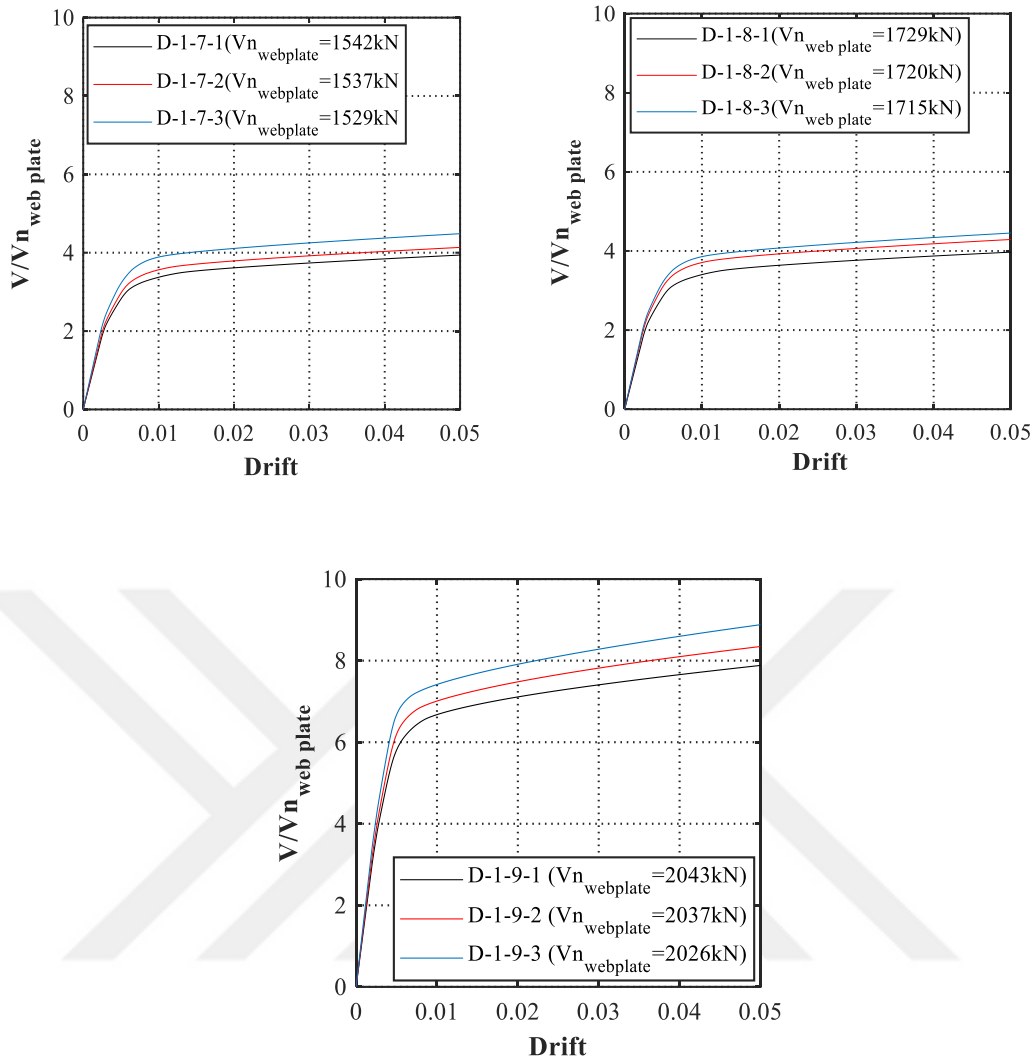 10
8
6
4
2
0
V/Vn web plate
D-1-7-1(Vn webplate=1542kN
D-1-7-2(Vn webplate=1537kN
D-1-7-3(Vn webplate=1529kN
0 0.01 0.02 0.03 0.04 0.05
Drift
10
8
6
4
2
0
V/Vn web plate
D-1-8-1(Vn web plate=1729kN)
D-1-8-2(Vn web plate=1720kN)
D-1-8-3(Vn web plate=1715kN)
0 0.01 0.02 0.03 0.04 0.05
Drift
10
8
6
4
2
0
V/Vn web plate
D-1-9-1 (Vn webplate=2043kN)
D-1-9-2 (Vn webplate=2037kN)
D-1-9-3 (Vn webplate=2026kN)
0 0.01 0.02 0.03 0.04 0.05
Drift